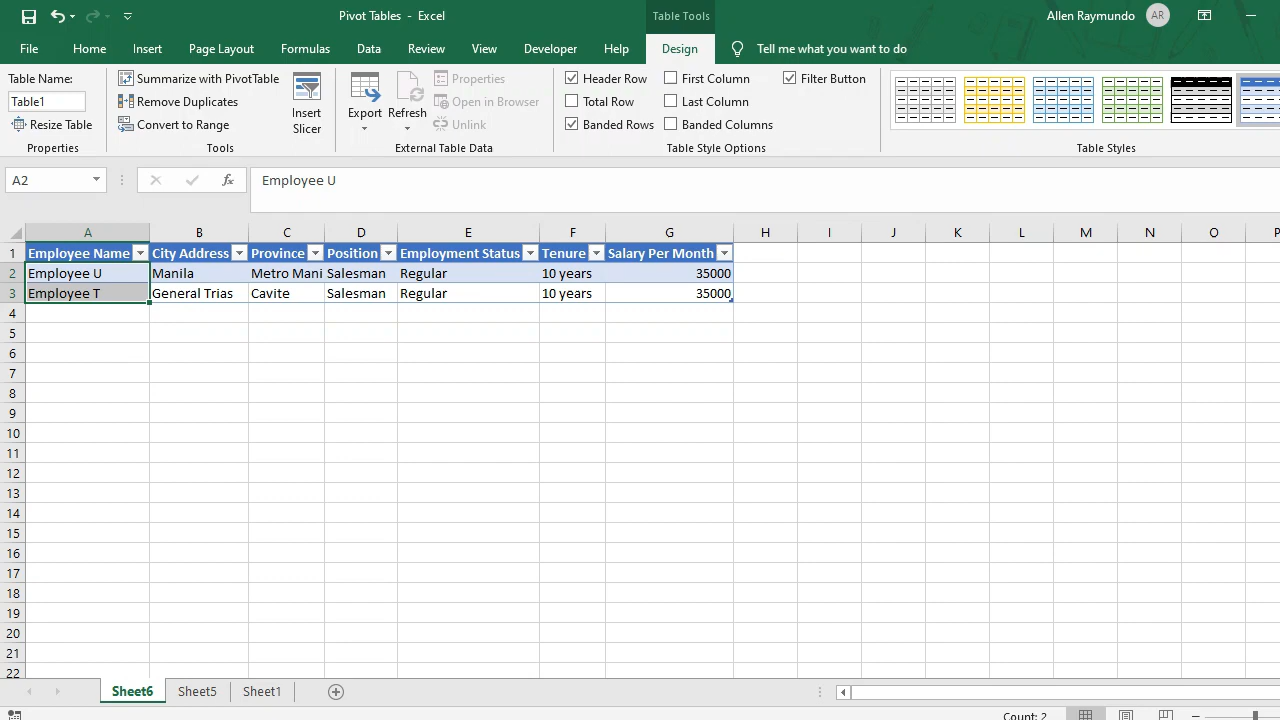 Pivot Tables - Excel
Table Tools
Allen Raymundo AR
File Home Insert Page Layout Formulas Data Review View Developer Help Design Tell me what you want to do
Table Name:
Table1
Resize Table
Properties
Summarize with PivotTable
Remove Duplicates
Convert to Range
Insert
Slicer
Tools
Export
Refresh
Properties
Open in Browser
Unlink
External Table Data
Header Row First Column Filter Button
Total Row Last Column
Banded Rows Banded Columns
Table Style Options
Table Styles
A2 fx Employee U
A B C D E F G H I J K L M N O P
1 Employee Name City Address Province Position Employment Status Tenure Salary Per Month
2 Employee U Manila Metro Mani Salesman Regular 10 years 35000
3 Employee T General Trias Cavite Salesman Regular 10 years 35000
4
5
6
7
8
9
10
11
12
13
14
15
16
17
18
19
20
21
22
Sheet6 Sheet5 Sheet1
Count: 2